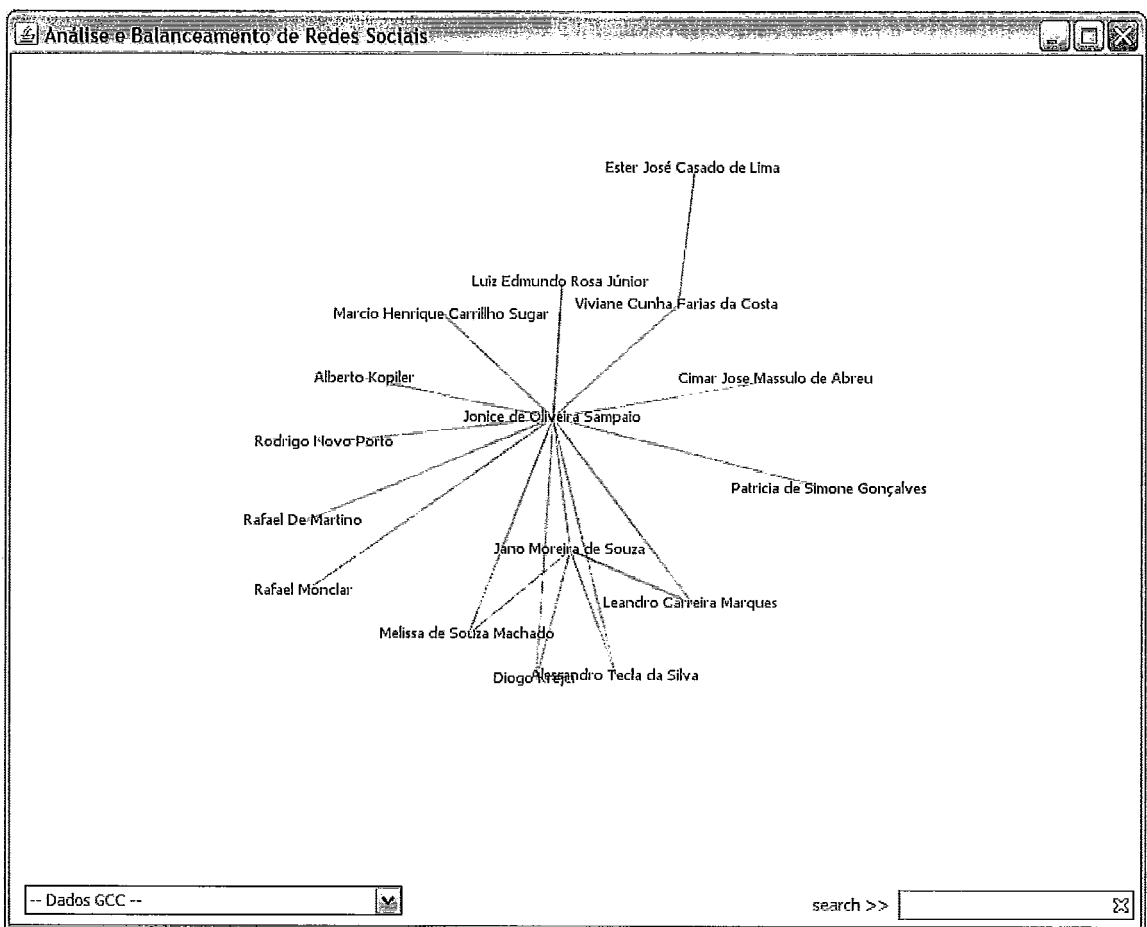 Análise e Balanceamento de Redes Sociais
Ester José Casado de Lima
Luiz Edmundo Rosa Júnior
Viviane Cunha Farias da Costa
Marcio Henrique Carrilho Sugar
Alberto Kopiler
Cimar Jose Massulo de Abreu
Jonice de Oliveira Sampaio
Rodrigo Novo Porto
Patricia de Simone Gonçalves
Rafael De Martino
Jano Moreira de Souza
Rafael Monclar
Leandro Carreira Marques
Melissa de Souza Machado
Diogo Krejci
Alessandro Tecla da Silva
-- Dados GCC --
search >>